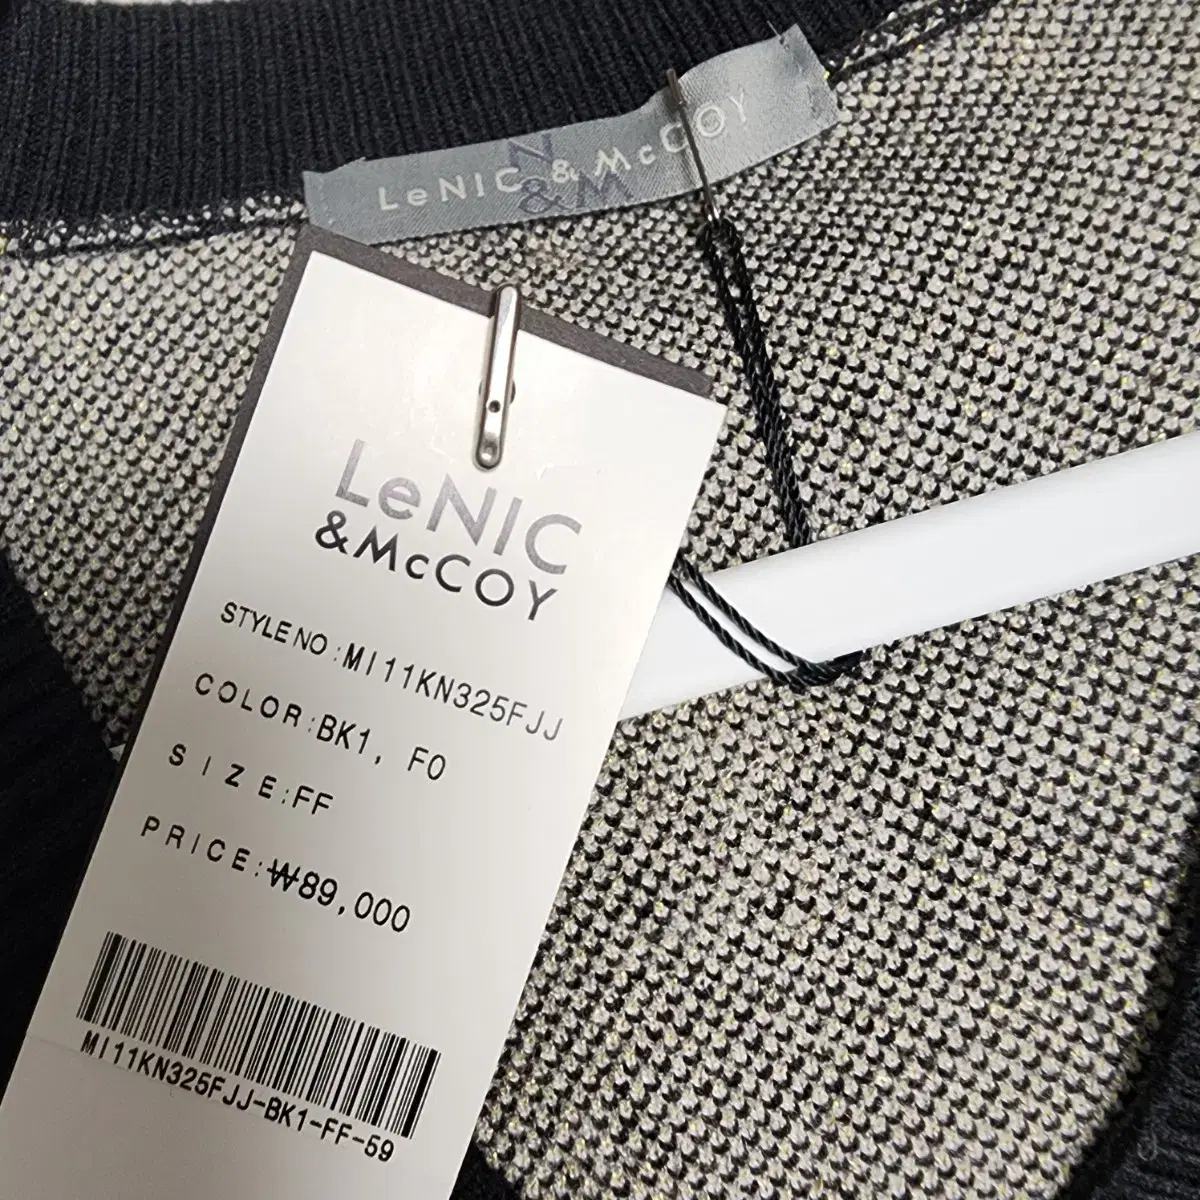 LeNIC & McCOY
N
&M
LeNIC
&McCOY
STYLE NO:MI11KN325FJJ
COLOR:BK1, F0
SIZE:FF
PRICE:₩89,000
MI11KN325FJJ-BK1-FF-59